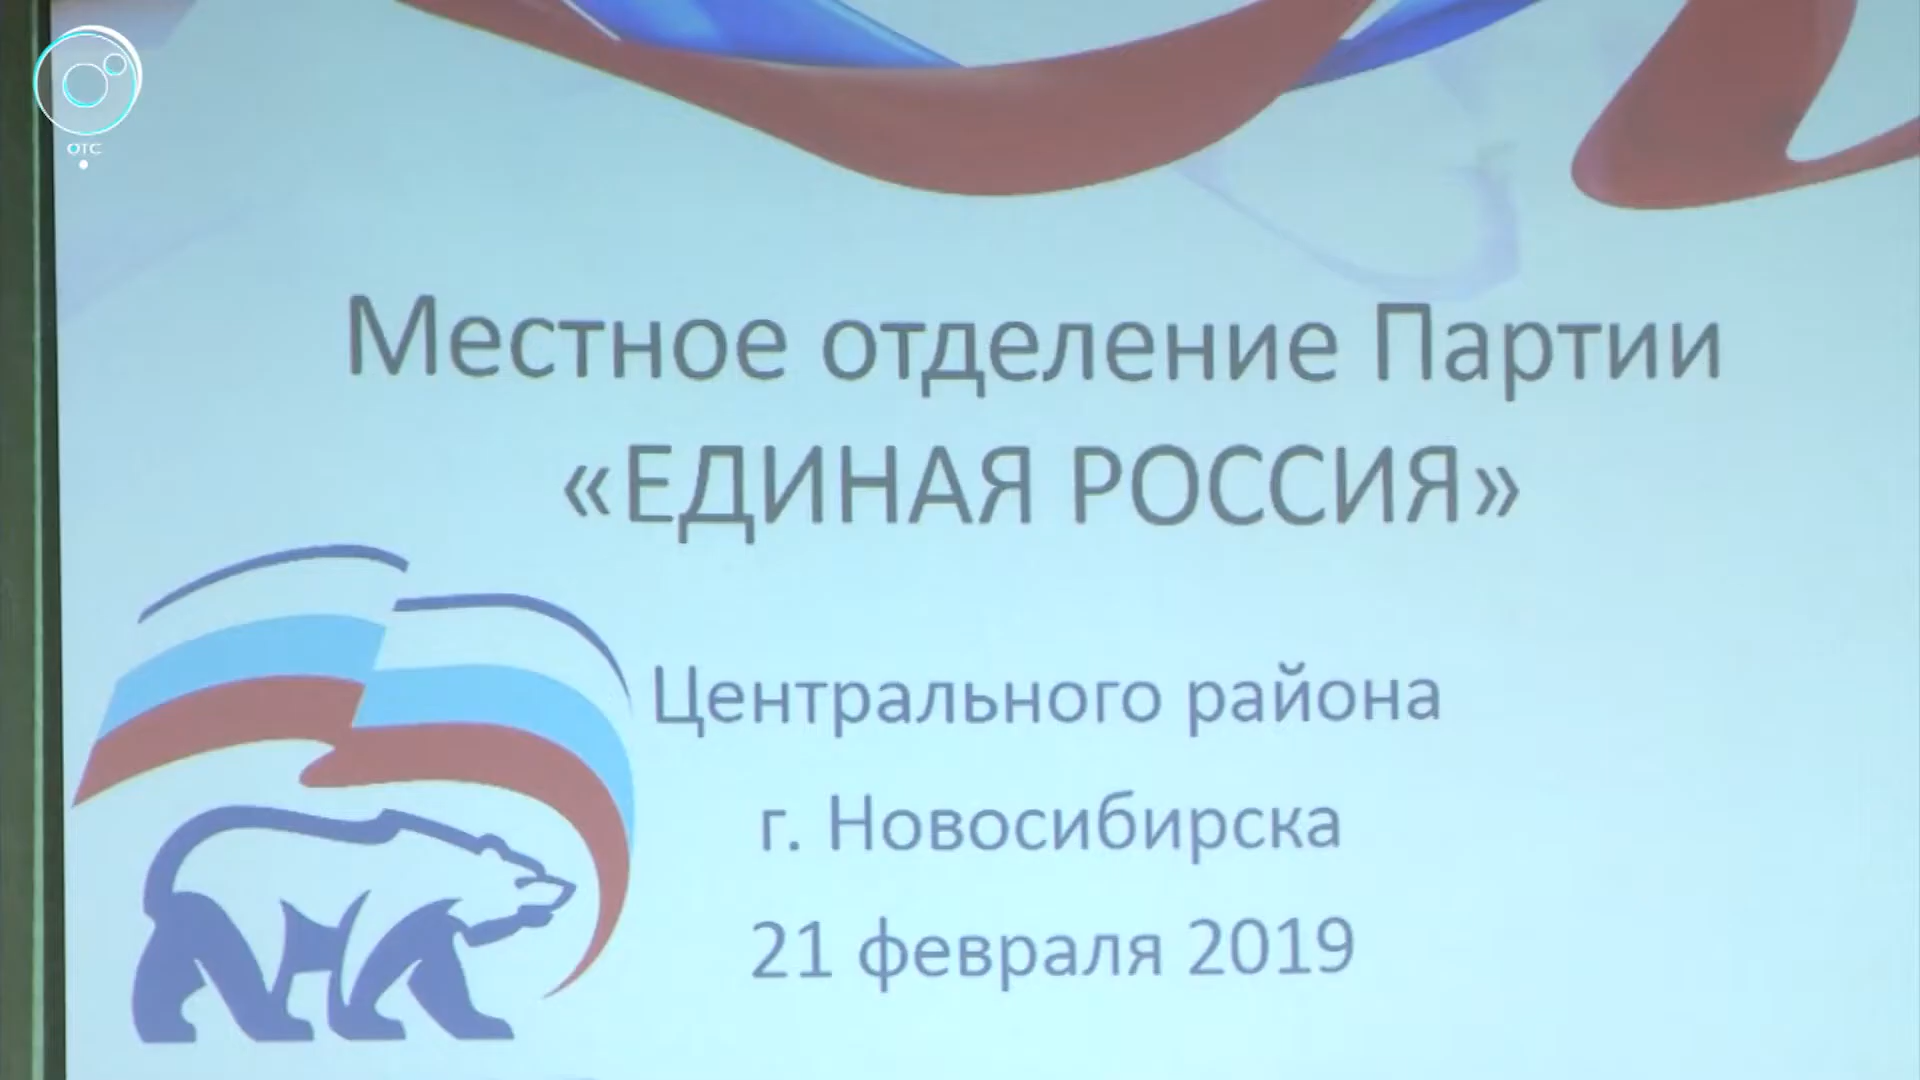 ОТС
Местное отделение Партии
«ЕДИНАЯ РОССИЯ»
Центрального района
г. Новосибирска
21 февраля 2019